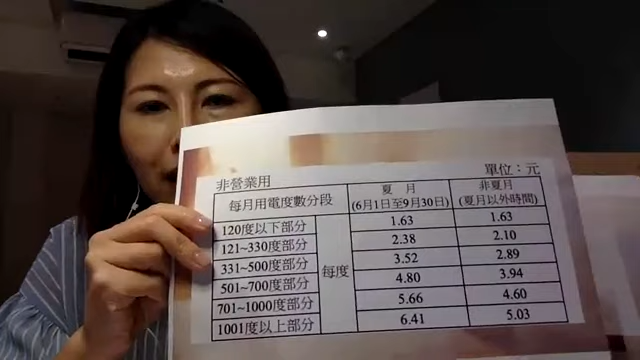 非營業用 單位：元
每月用電度數分段 夏 月 (6月1日至9月30日) 非夏月 (夏月以外時間)
120度以下部分 每度 1.63 1.63
121~330度部分 2.38 2.10
331~500度部分 3.52 2.89
501~700度部分 4.80 3.94
701~1000度部分 5.66 4.60
1001度以上部分 6.41 5.03